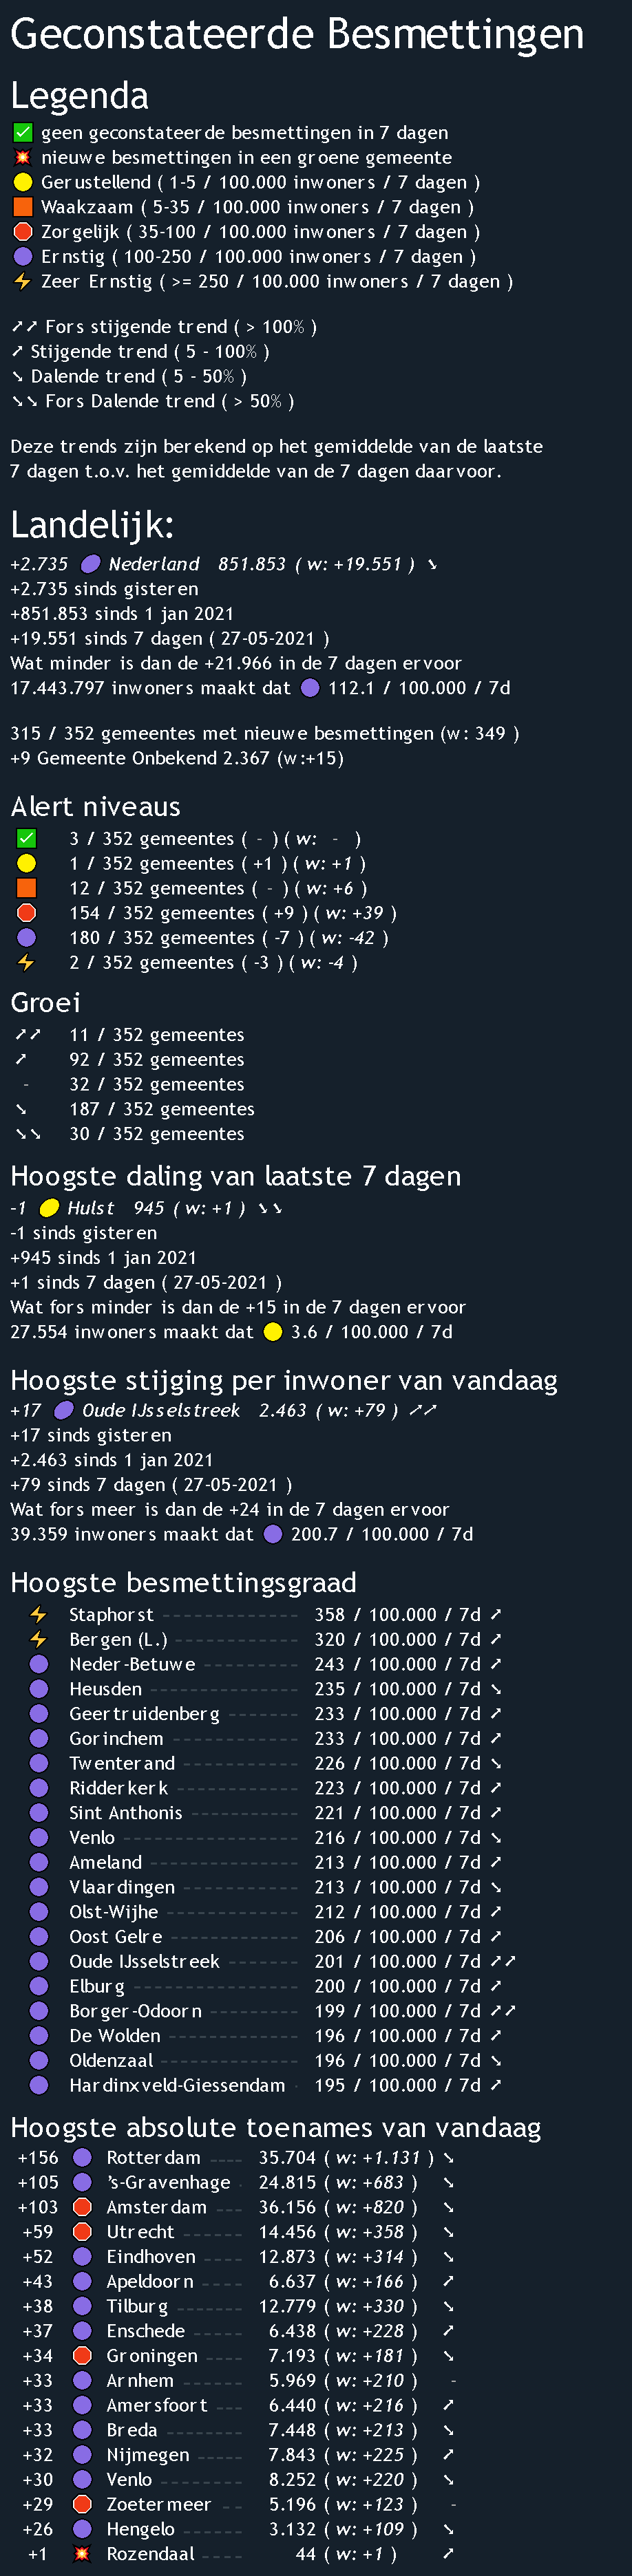 Geconstateerde Besmettingen
Legenda
✅ geen geconstateerde besmettingen in 7 dagen
💥 nieuwe besmettingen in een groene gemeente
🟡 Gerustellend ( 1-5 / 100.000 inwoners / 7 dagen )
🟧 Waakzaam ( 5-35 / 100.000 inwoners / 7 dagen )
🛑 Zorgelijk ( 35-100 / 100.000 inwoners / 7 dagen )
🟣 Ernstig ( 100-250 / 100.000 inwoners / 7 dagen )
⚡ Zeer Ernstig ( >= 250 / 100.000 inwoners / 7 dagen )
↗↗ Fors stijgende trend ( > 100% )
↗ Stijgende trend ( 5 - 100% )
↘ Dalende trend ( 5 - 50% )
↘↘ Fors Dalende trend ( > 50% )
Deze trends zijn berekend op het gemiddelde van de laatste
7 dagen t.o.v. het gemiddelde van de 7 dagen daarvoor.
Landelijk:
+2.735 🟣 Nederland 851.853 ( w: +19.551 ) ↘
+2.735 sinds gisteren
+851.853 sinds 1 jan 2021
+19.551 sinds 7 dagen ( 27-05-2021 )
Wat minder is dan de +21.966 in de 7 dagen ervoor
17.443.797 inwoners maakt dat 🟣 112.1 / 100.000 / 7d
315 / 352 gemeentes met nieuwe besmettingen (w: 349 )
+9 Gemeente Onbekend 2.367 (w:+15)
Alert niveaus
✅ 3 / 352 gemeentes ( - ) ( w: - )
🟡 1 / 352 gemeentes ( +1 ) ( w: +1 )
🟧 12 / 352 gemeentes ( - ) ( w: +6 )
🛑 154 / 352 gemeentes ( +9 ) ( w: +39 )
🟣 180 / 352 gemeentes ( -7 ) ( w: -42 )
⚡ 2 / 352 gemeentes ( -3 ) ( w: -4 )
Groei
↗↗ 11 / 352 gemeentes
↗ 92 / 352 gemeentes
- 32 / 352 gemeentes
↘ 187 / 352 gemeentes
↘↘ 30 / 352 gemeentes
Hoogste daling van laatste 7 dagen
-1 🟡 Hulst 945 ( w: +1 ) ↘↘
-1 sinds gisteren
+945 sinds 1 jan 2021
+1 sinds 7 dagen ( 27-05-2021 )
Wat fors minder is dan de +15 in de 7 dagen ervoor
27.554 inwoners maakt dat 🟡 3.6 / 100.000 / 7d
Hoogste stijging per inwoner van vandaag
+17 🟣 Oude IJsselstreek 2.463 ( w: +79 ) ↗↗
+17 sinds gisteren
+2.463 sinds 1 jan 2021
+79 sinds 7 dagen ( 27-05-2021 )
Wat fors meer is dan de +24 in de 7 dagen ervoor
39.359 inwoners maakt dat 🟣 200.7 / 100.000 / 7d
Hoogste besmettingsgraad
⚡ Staphorst 358 / 100.000 / 7d ↗
⚡ Bergen (L.) 320 / 100.000 / 7d ↗
🟣 Neder-Betuwe 243 / 100.000 / 7d ↗
🟣 Heusden 235 / 100.000 / 7d ↘
🟣 Geertruidenberg 233 / 100.000 / 7d ↗
🟣 Gorinchem 233 / 100.000 / 7d ↗
🟣 Twenterand 226 / 100.000 / 7d ↘
🟣 Ridderkerk 223 / 100.000 / 7d ↗
🟣 Sint Anthonis 221 / 100.000 / 7d ↗
🟣 Venlo 216 / 100.000 / 7d ↘
🟣 Ameland 213 / 100.000 / 7d ↗
🟣 Vlaardingen 213 / 100.000 / 7d ↘
🟣 Olst-Wijhe 212 / 100.000 / 7d ↗
🟣 Oost Gelre 206 / 100.000 / 7d ↗
🟣 Oude IJsselstreek 201 / 100.000 / 7d ↗↗
🟣 Elburg 200 / 100.000 / 7d ↗
🟣 Borger-Odoorn 199 / 100.000 / 7d ↗↗
🟣 De Wolden 196 / 100.000 / 7d ↗
🟣 Oldenzaal 196 / 100.000 / 7d ↘
🟣 Hardinxveld-Giessendam 195 / 100.000 / 7d ↗
Hoogste absolute toenames van vandaag
+156 🟣 Rotterdam 35.704 ( w: +1.131 ) ↘
+105 🟣 's-Gravenhage 24.815 ( w: +683 ) ↘
+103 🛑 Amsterdam 36.156 ( w: +820 ) ↘
+59 🛑 Utrecht 14.456 ( w: +358 ) ↘
+52 🟣 Eindhoven 12.873 ( w: +314 ) ↘
+43 🟣 Apeldoorn 6.637 ( w: +166 ) ↗
+38 🟣 Tilburg 12.779 ( w: +330 ) ↘
+37 🟣 Enschede 6.438 ( w: +228 ) ↗
+34 🛑 Groningen 7.193 ( w: +181 ) ↘
+33 🟣 Arnhem 5.969 ( w: +210 ) -
+33 🟣 Amersfoort 6.440 ( w: +216 ) ↗
+33 🟣 Breda 7.448 ( w: +213 ) ↘
+32 🟣 Nijmegen 7.843 ( w: +225 ) ↗
+30 🟣 Venlo 8.252 ( w: +220 ) ↘
+29 🛑 Zoetermeer 5.196 ( w: +123 ) -
+26 🟣 Hengelo 3.132 ( w: +109 ) ↘
+1 💥 Rozendaal 44 ( w: +1 ) ↗